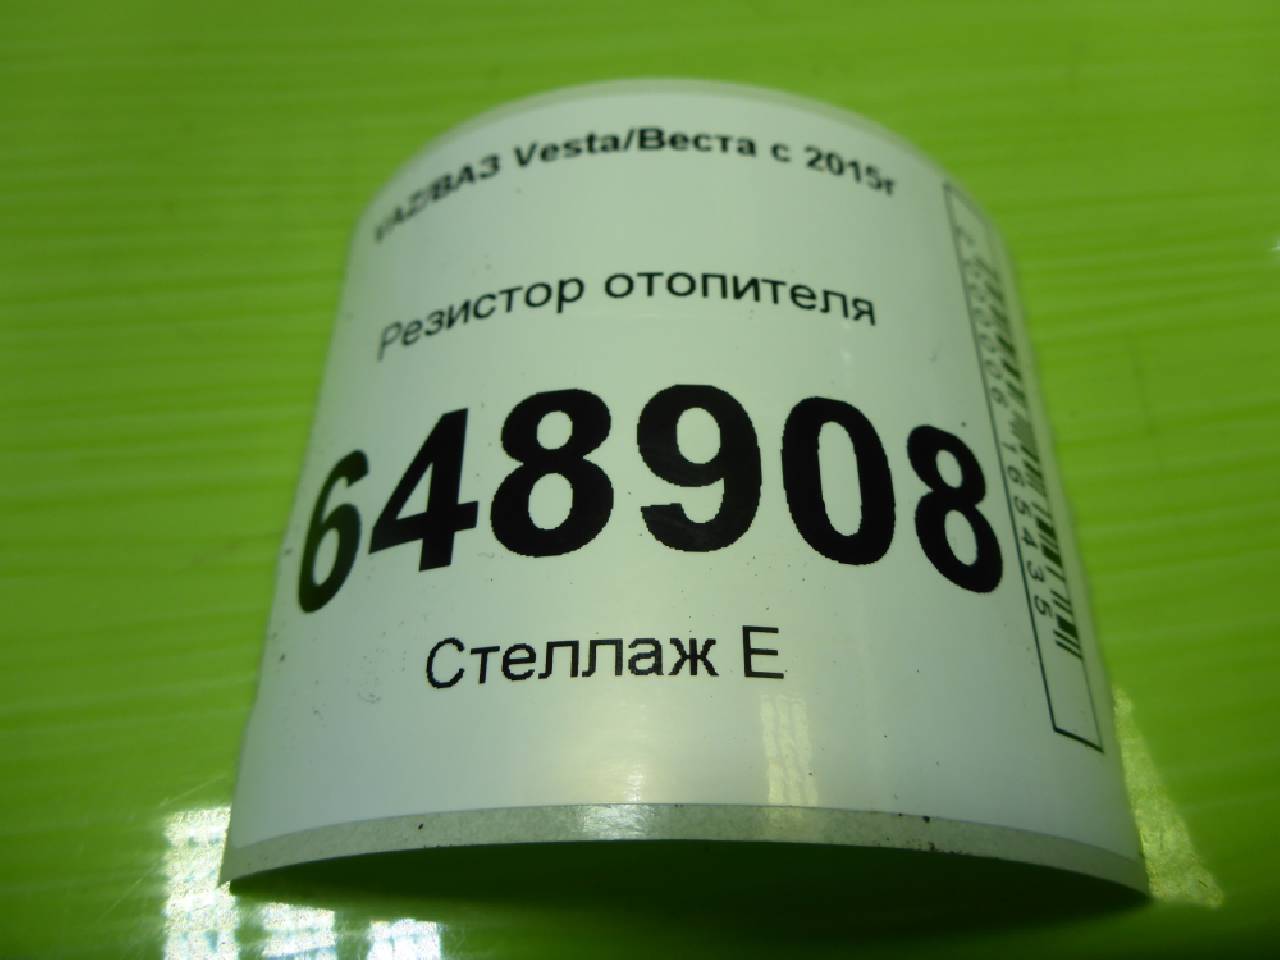 VAZ/ВАЗ Vesta/Веста с 2015г
Резистор отопителя
648908
Стеллаж Е